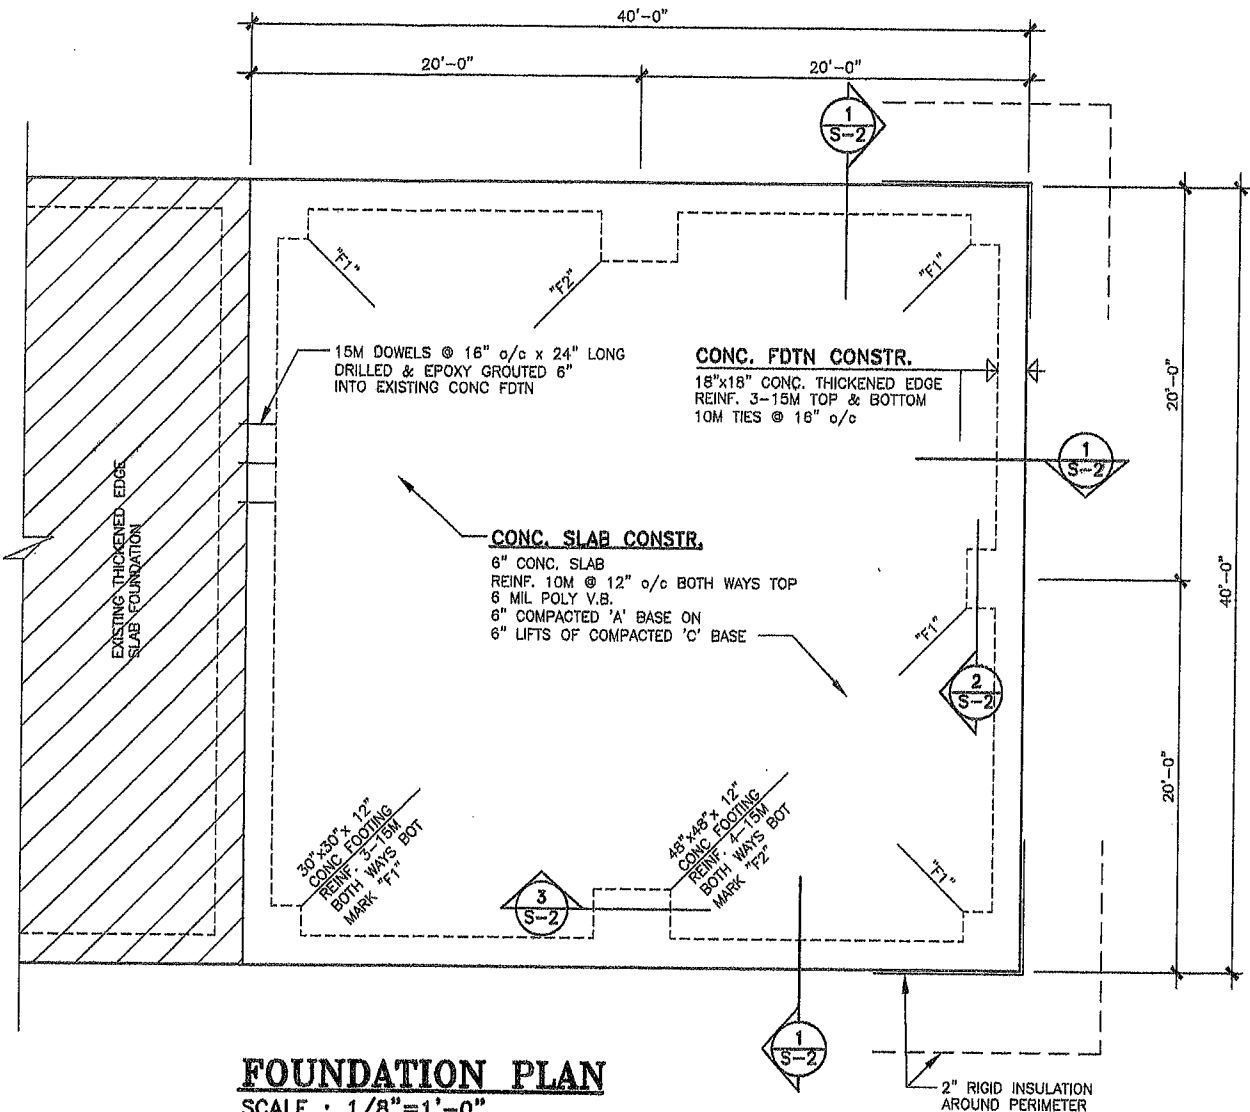 40'-0"
20'-0"
20'-0"
1
S-2
"F1"
"F2"
"F1"
15M DOWELS @ 16" o/c x 24" LONG
DRILLED & EPOXY GROUTED 6"
INTO EXISTING CONC FDTN
CONC. FDTN CONSTR.
18"x18" CONC. THICKENED EDGE
REINF. 3-15M TOP & BOTTOM
10M TIES @ 16" o/c
20'-0"
1
S-2
EXISTING THICKENED EDGE
SLAB FOUNDATION
CONC. SLAB CONSTR.
6" CONC. SLAB
REINF. 10M @ 12" o/c BOTH WAYS TOP
6 MIL POLY V.B.
6" COMPACTED 'A' BASE ON
6" LIFTS OF COMPACTED 'C' BASE
40'-0"
"F1"
2
S-2
20'-0"
30"x30"x 12"
CONC FOOTING
REINF. 3-15M
BOTH WAYS BOT
MARK "F1"
48"x48"x 12"
CONC FOOTING
REINF. 4-15M
BOTH WAYS BOT
MARK "F2"
"F1"
3
S-2
1
S-2
FOUNDATION PLAN
SCALE : 1/8"=1'-0"
2" RIGID INSULATION
AROUND PERIMETER